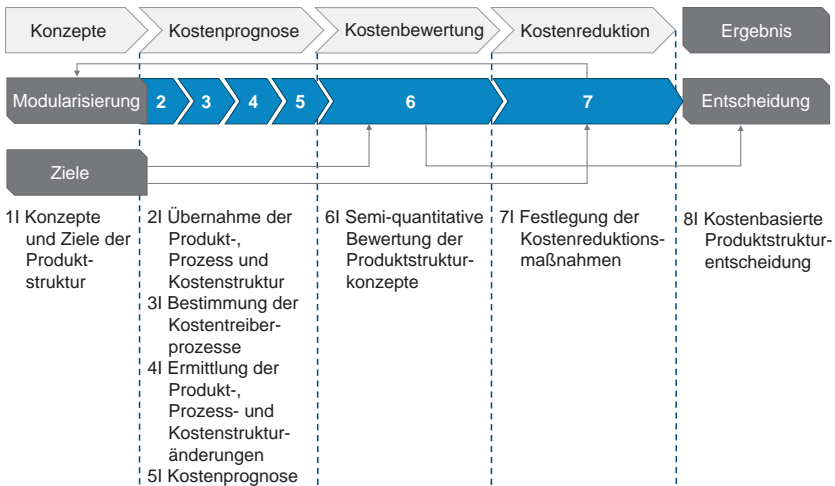 Konzepte
Kostenprognose
Kostenbewertung
Kostenreduktion
Ergebnis
Modularisierung
2
3
4
5
6
7
Entscheidung
Ziele
1I Konzepte
und Ziele der
Produkt-
struktur
2I Übernahme der
Produkt-,
Prozess und
Kostenstruktur
3I Bestimmung der
Kostentreiber-
prozesse
4I Ermittlung der
Produkt-,
Prozess- und
Kostenstruktur-
änderungen
5I Kostenprognose
6I Semi-quantitative
Bewertung der
Produktstruktur-
konzepte
7I Festlegung der
Kostenreduktions-
maßnahmen
8I Kostenbasierte
Produktstruktur-
entscheidung